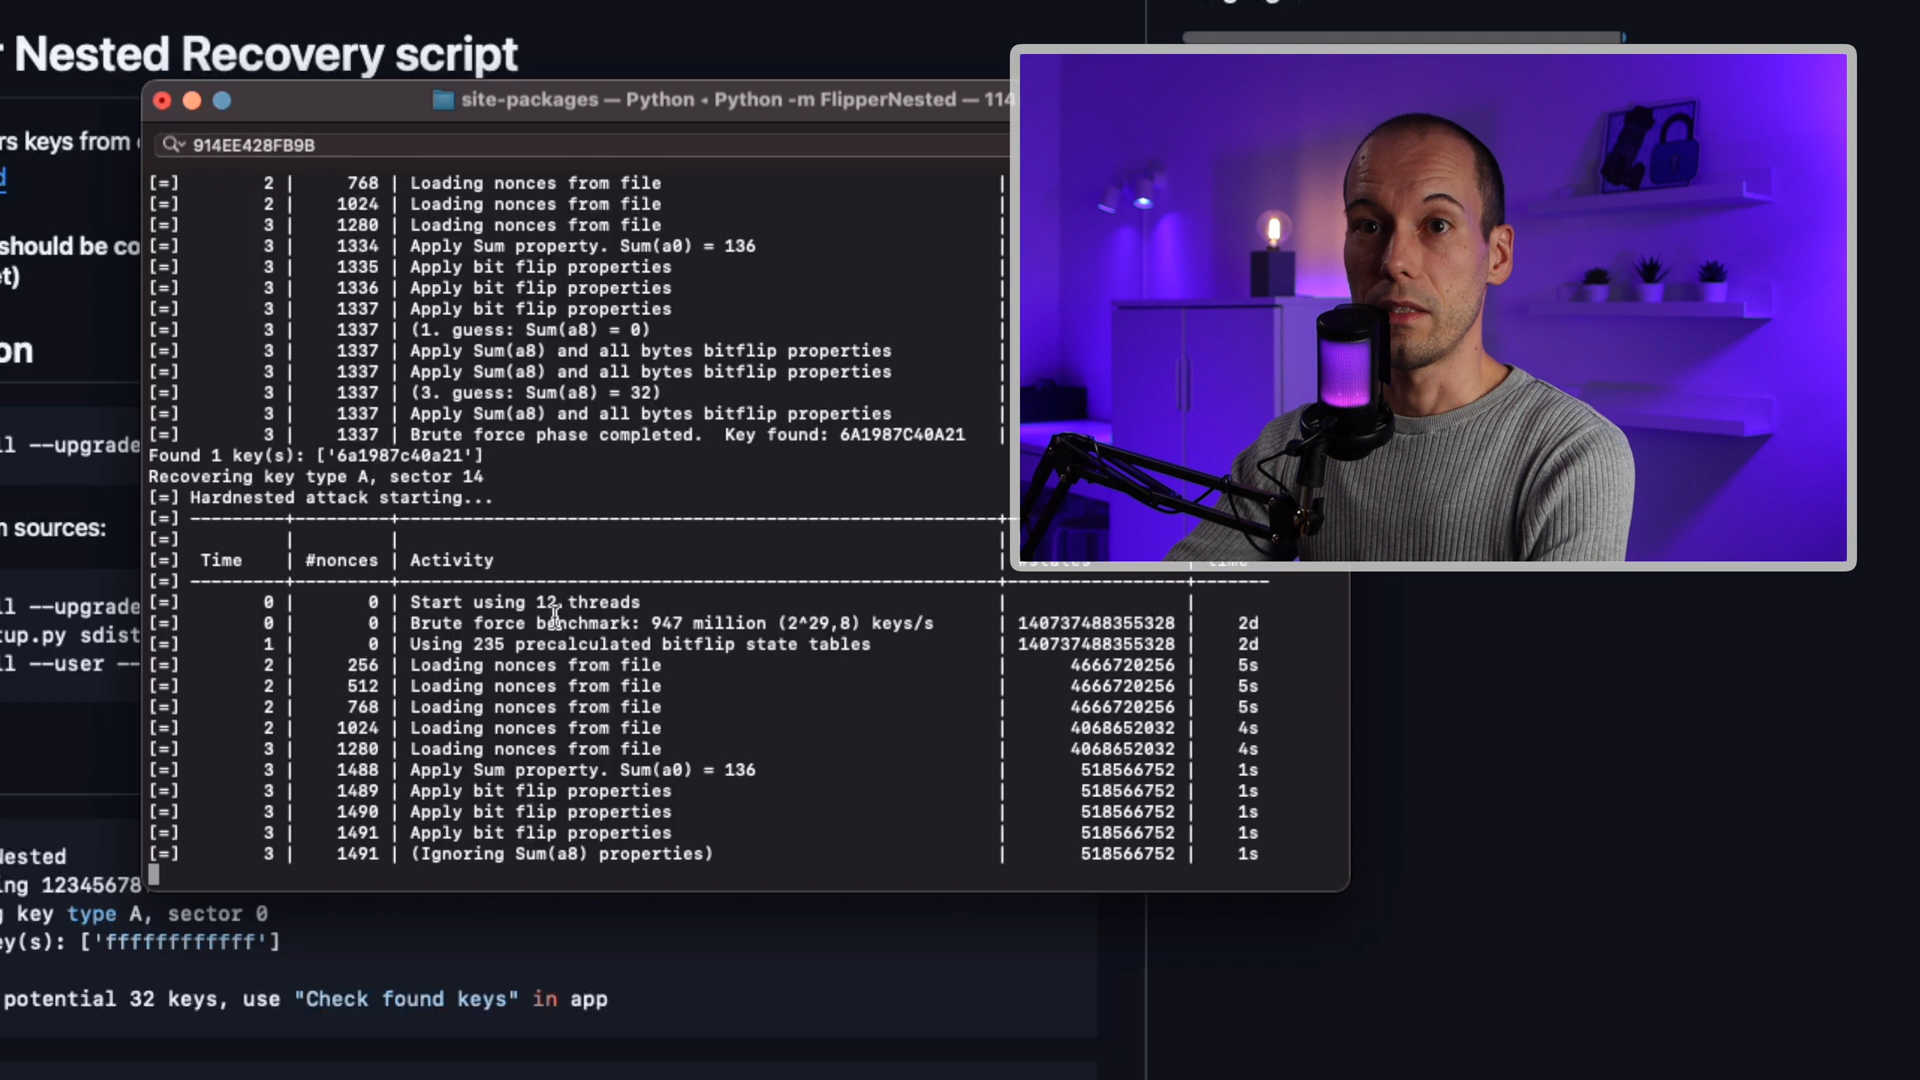 r Nested Recovery script
site-packages — Python ◂ Python -m FlipperNested — 114
rs keys from
d
914EE428FB9B
[=] 2 | 768 | Loading nonces from file |
[=] 2 | 1024 | Loading nonces from file |
[=] 3 | 1280 | Loading nonces from file |
should be co
[=] 3 | 1334 | Apply Sum property. Sum(a0) = 136 |
[=] 3 | 1335 | Apply bit flip properties |
et)
[=] 3 | 1336 | Apply bit flip properties |
[=] 3 | 1337 | Apply bit flip properties |
[=] 3 | 1337 | (1. guess: Sum(a8) = 0) |
on
[=] 3 | 1337 | Apply Sum(a8) and all bytes bitflip properties |
[=] 3 | 1337 | Apply Sum(a8) and all bytes bitflip properties |
[=] 3 | 1337 | (3. guess: Sum(a8) = 32) |
[=] 3 | 1337 | Apply Sum(a8) and all bytes bitflip properties |
[=] 3 | 1337 | Brute force phase completed. Key found: 6A1987C40A21 |
ll --upgrade
Found 1 key(s): ['6a1987c40a21']
Recovering key type A, sector 14
[=] Hardnested attack starting...
[=] ---------+---------+---------------------------------------------------------+-
m sources:
[=] | |
[=] Time | #nonces | Activity
[=] ---------+---------+---------------------------------------------------------+-----------------+-------
[=] 0 | 0 | Start using 12 threads | |
ll --upgrade
[=] 0 | 0 | Brute force benchmark: 947 million (2^29,8) keys/s | 140737488355328 | 2d
tup.py sdist
[=] 1 | 0 | Using 235 precalculated bitflip state tables | 140737488355328 | 2d
ll --user --
[=] 2 | 256 | Loading nonces from file | 4666720256 | 5s
[=] 2 | 512 | Loading nonces from file | 4666720256 | 5s
[=] 2 | 768 | Loading nonces from file | 4666720256 | 5s
[=] 2 | 1024 | Loading nonces from file | 4068652032 | 4s
[=] 3 | 1280 | Loading nonces from file | 4068652032 | 4s
[=] 3 | 1488 | Apply Sum property. Sum(a0) = 136 | 518566752 | 1s
[=] 3 | 1489 | Apply bit flip properties | 518566752 | 1s
[=] 3 | 1490 | Apply bit flip properties | 518566752 | 1s
[=] 3 | 1491 | Apply bit flip properties | 518566752 | 1s
[=] 3 | 1491 | (Ignoring Sum(a8) properties) | 518566752 | 1s
Nested
ing 12345678
g key type A, sector 0
ey(s): ['ffffffffffff']
potential 32 keys, use "Check found keys" in app